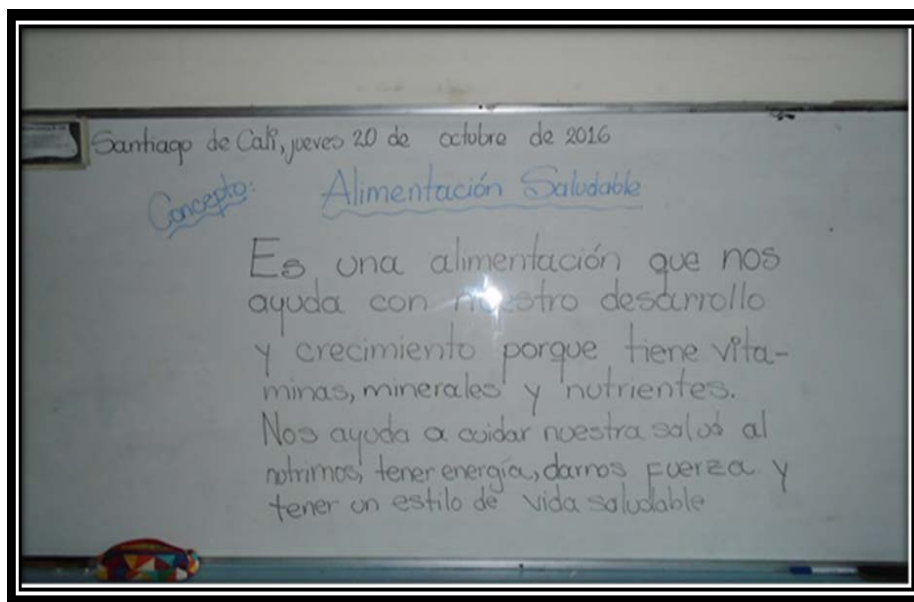 Santiago de Cali, jueves 20 de octubre de 2016
Concepto: Alimentación Saludable
Es una alimentación que nos
ayuda con nuestro desarrollo
y crecimiento porque tiene vita-
minas, minerales y nutrientes.
Nos ayuda a cuidar nuestra salud al
nutrirnos, tener energía, darnos fuerza y
tener un estilo de vida saludable